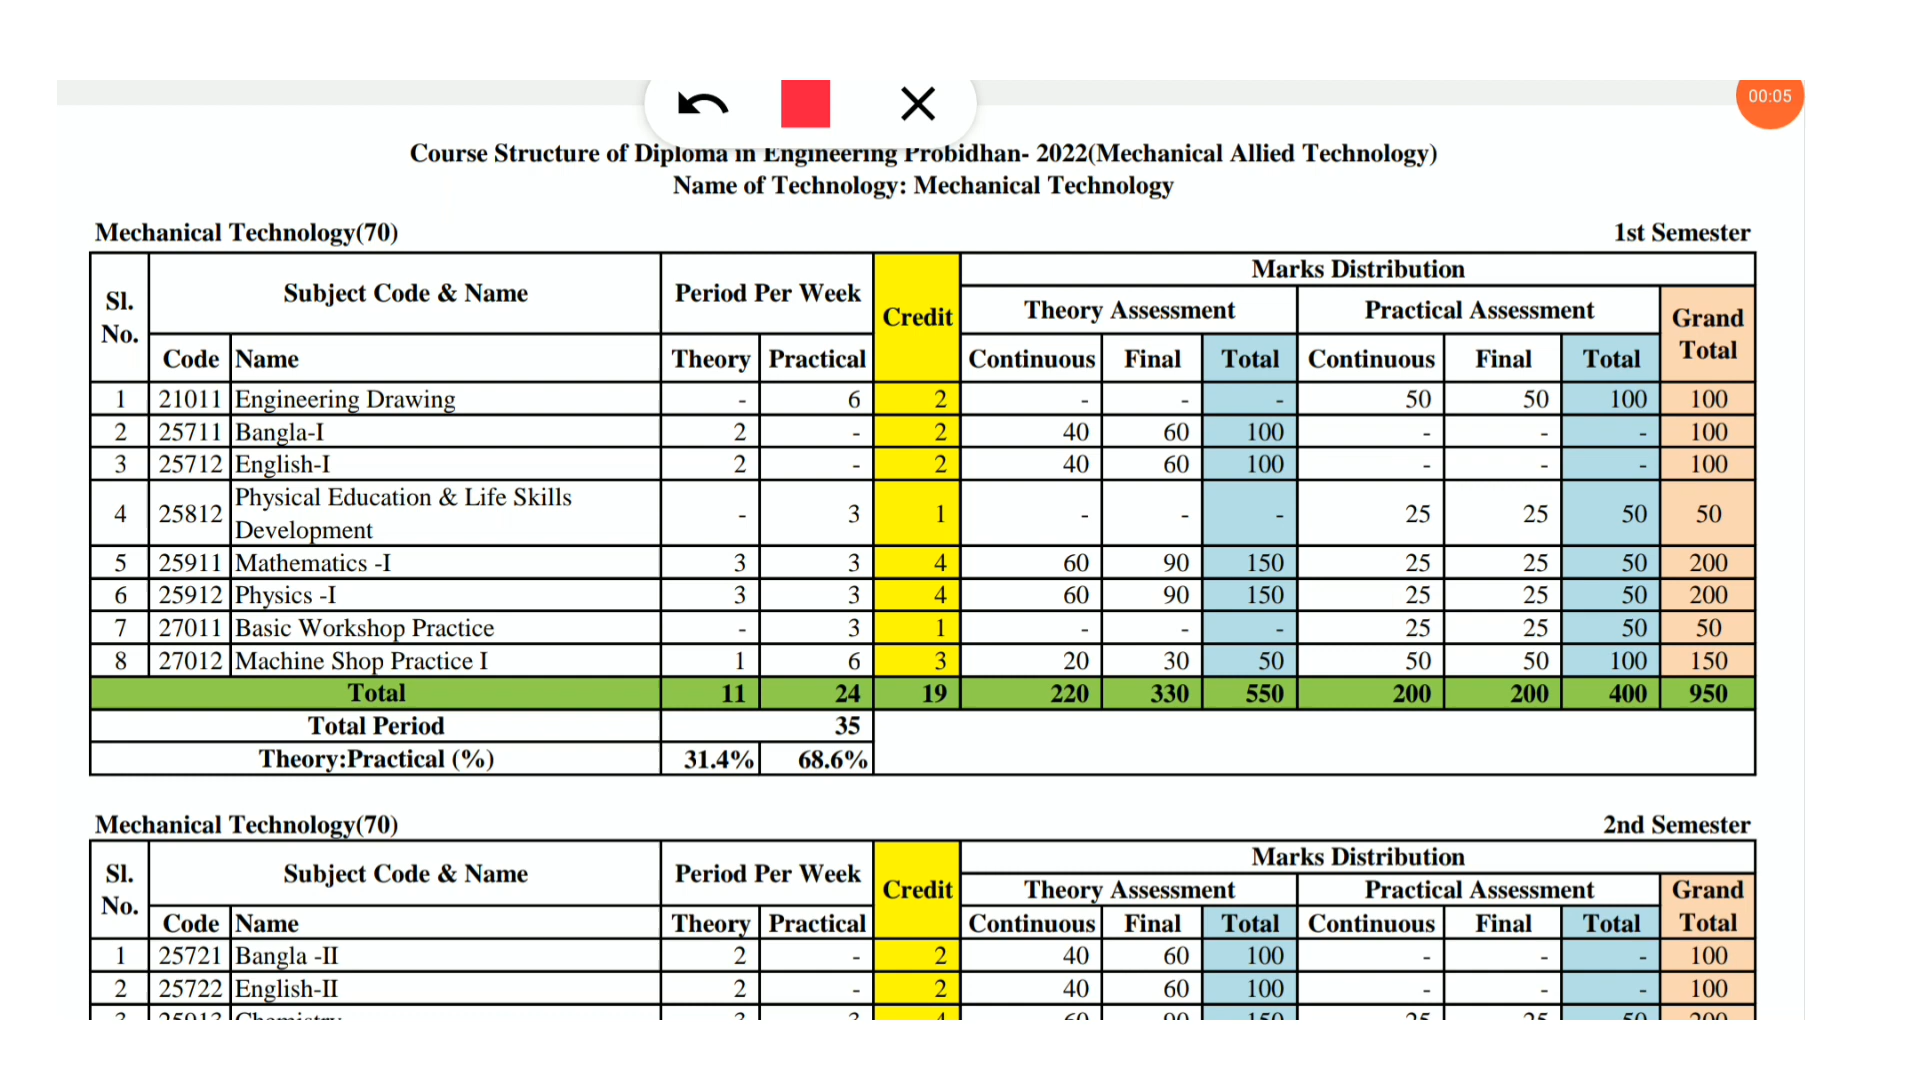 00:05
Course Structure of Diploma in Engineering Probidhan- 2022(Mechanical Allied Technology)
Name of Technology: Mechanical Technology
Mechanical Technology(70) 1st Semester
Sl. No. Subject Code & Name Period Per Week Credit Marks Distribution
Theory Assessment Practical Assessment Grand Total
Code Name Theory Practical Continuous Final Total Continuous Final Total
1 21011 Engineering Drawing - 6 2 - - - 50 50 100 100
2 25711 Bangla-I 2 - 2 40 60 100 - - - 100
3 25712 English-I 2 - 2 40 60 100 - - - 100
4 25812 Physical Education & Life Skills Development - 3 1 - - - 25 25 50 50
5 25911 Mathematics -I 3 3 4 60 90 150 25 25 50 200
6 25912 Physics -I 3 3 4 60 90 150 25 25 50 200
7 27011 Basic Workshop Practice - 3 1 - - - 25 25 50 50
8 27012 Machine Shop Practice I 1 6 3 20 30 50 50 50 100 150
Total 11 24 19 220 330 550 200 200 400 950
Total Period 35
Theory:Practical (%) 31.4% 68.6%
Mechanical Technology(70) 2nd Semester
Sl. No. Subject Code & Name Period Per Week Credit Marks Distribution
Theory Assessment Practical Assessment Grand Total
Code Name Theory Practical Continuous Final Total Continuous Final Total
1 25721 Bangla -II 2 - 2 40 60 100 - - - 100
2 25722 English-II 2 - 2 40 60 100 - - - 100